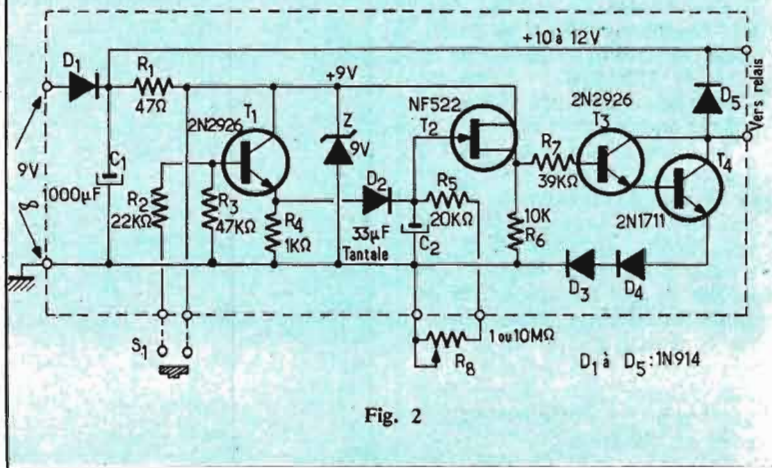 +10 à 12V
D1
R1
47Ω
+9V
2N2926
T1
Z
9V
NF522
T2
2N2926
T3
D5
Vers relais
R7
39KΩ
T4
2N1711
9V
C1
1000µF
R2
22KΩ
R3
47KΩ
R4
1KΩ
D2
33µF
Tantale
C2
R5
20KΩ
10K
R6
D3
D4
S1
1 ou 10MΩ
R8
D1 à D5: 1N914
Fig. 2